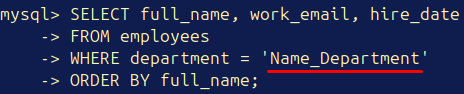 mysql> SELECT full_name, work_email, hire_date
-> FROM employees
-> WHERE department = 'Name_Department'
-> ORDER BY full_name;